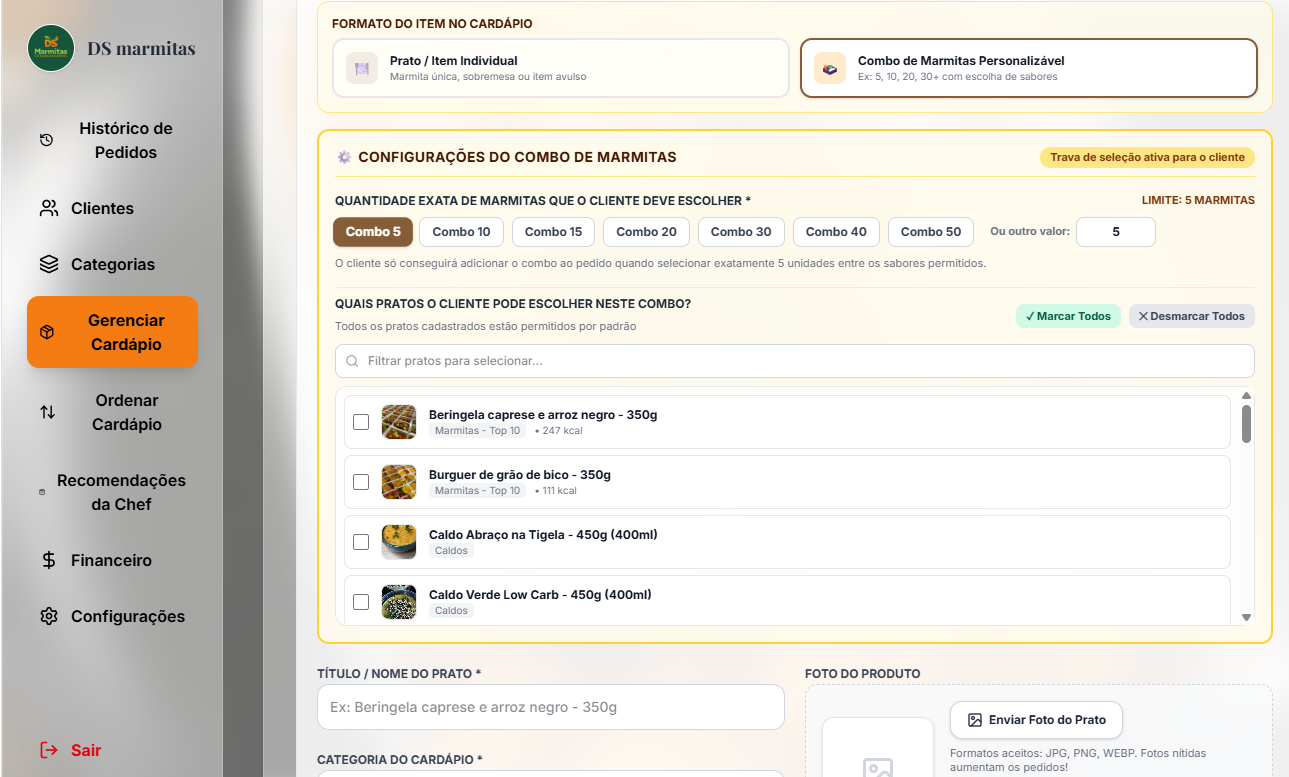 DS
Marmitas
DS marmitas
Histórico de
Pedidos
Clientes
Categorias
Gerenciar
Cardápio
Ordenar
Cardápio
Recomendações
da Chef
Financeiro
Configurações
Sair
FORMATO DO ITEM NO CARDÁPIO
Prato / Item Individual
Marmita única, sobremesa ou item avulso
Combo de Marmitas Personalizável
Ex: 5, 10, 20, 30+ com escolha de sabores
CONFIGURAÇÕES DO COMBO DE MARMITAS
Trava de seleção ativa para o cliente
QUANTIDADE EXATA DE MARMITAS QUE O CLIENTE DEVE ESCOLHER *
LIMITE: 5 MARMITAS
Combo 5
Combo 10
Combo 15
Combo 20
Combo 30
Combo 40
Combo 50
Ou outro valor:
5
O cliente só conseguirá adicionar o combo ao pedido quando selecionar exatamente 5 unidades entre os sabores permitidos.
QUAIS PRATOS O CLIENTE PODE ESCOLHER NESTE COMBO?
Todos os pratos cadastrados estão permitidos por padrão
✓ Marcar Todos
✕ Desmarcar Todos
Filtrar pratos para selecionar...
Beringela caprese e arroz negro - 350g
Marmitas - Top 10 • 247 kcal
Burguer de grão de bico - 350g
Marmitas - Top 10 • 111 kcal
Caldo Abraço na Tigela - 450g (400ml)
Caldos
Caldo Verde Low Carb - 450g (400ml)
Caldos
TÍTULO / NOME DO PRATO *
Ex: Beringela caprese e arroz negro - 350g
CATEGORIA DO CARDÁPIO *
FOTO DO PRODUTO
Enviar Foto do Prato
Formatos aceitos: JPG, PNG, WEBP. Fotos nítidas
aumentam os pedidos!